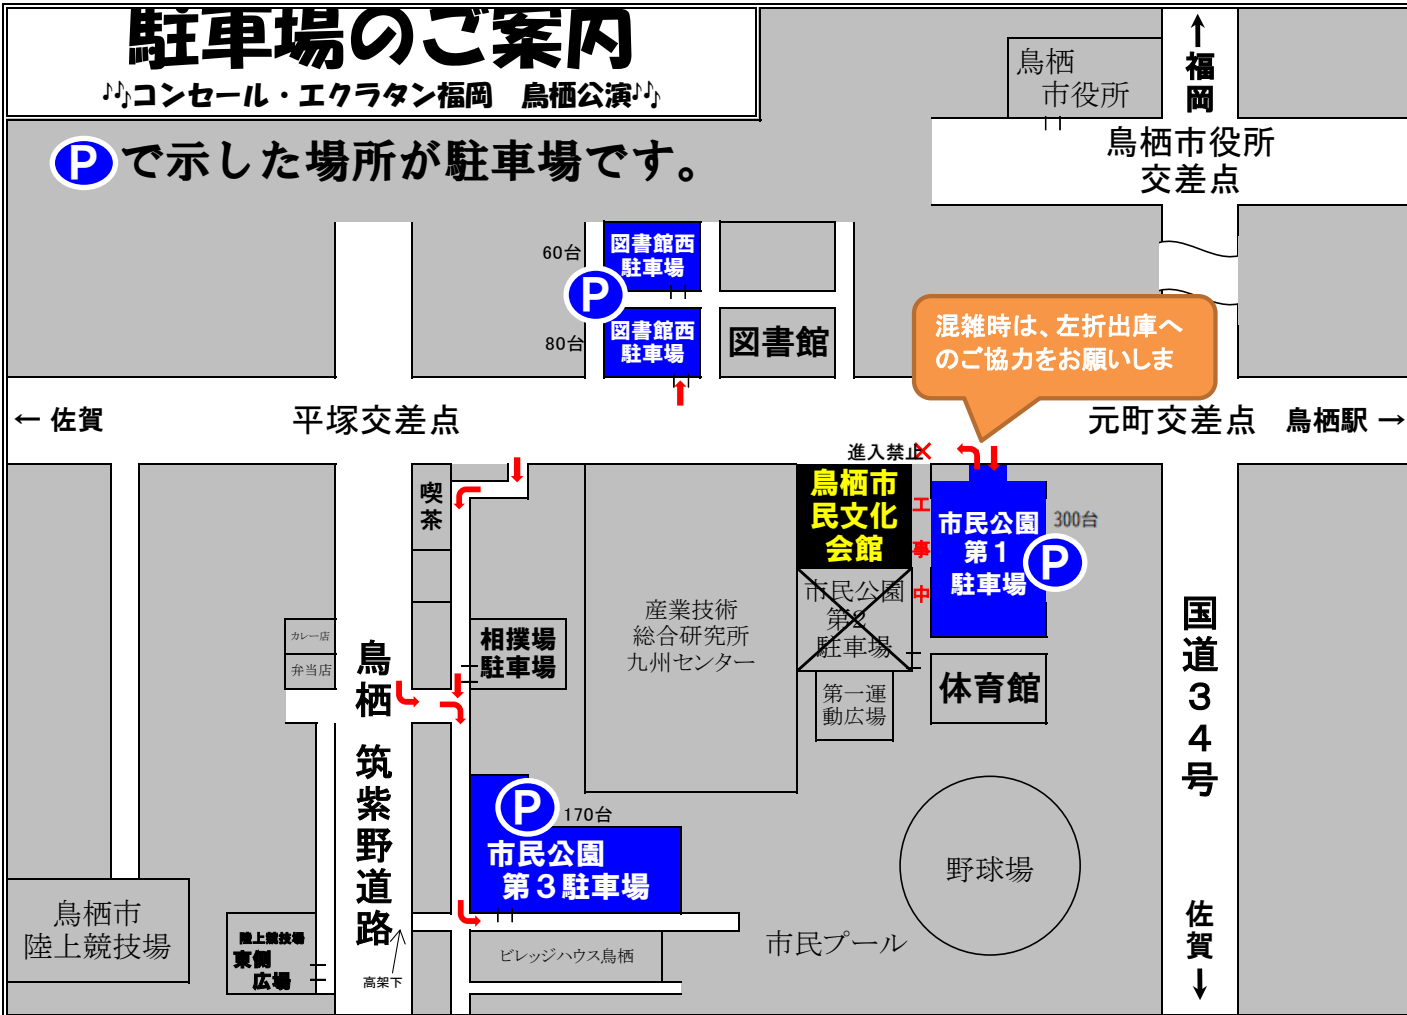 駐車場のご案内
♪♪コンセール・エクラタン福岡　鳥栖公演♪♪
Pで示した場所が駐車場です。
鳥栖
市役所
↑
福
岡
鳥栖市役所
交差点
60台
図書館西
駐車場
P
80台
図書館西
駐車場
図書館
混雑時は、左折出庫へ
のご協力をお願いしま
← 佐賀
平塚交差点
元町交差点
鳥栖駅 →
進入禁止
喫
茶
鳥栖市
民文化
会館
工
事
中
市民公園
第1
駐車場
300台
P
市民公園
第2
駐車場
産業技術
総合研究所
九州センター
カレー店
弁当店
相撲場
駐車場
第一運
動広場
体育館
鳥栖 筑紫野道路
国道34号
P
170台
市民公園
第3駐車場
野球場
鳥栖市
陸上競技場
陸上競技場
東側
広場
高架下
ビレッジハウス鳥栖
市民プール
佐
賀
↓